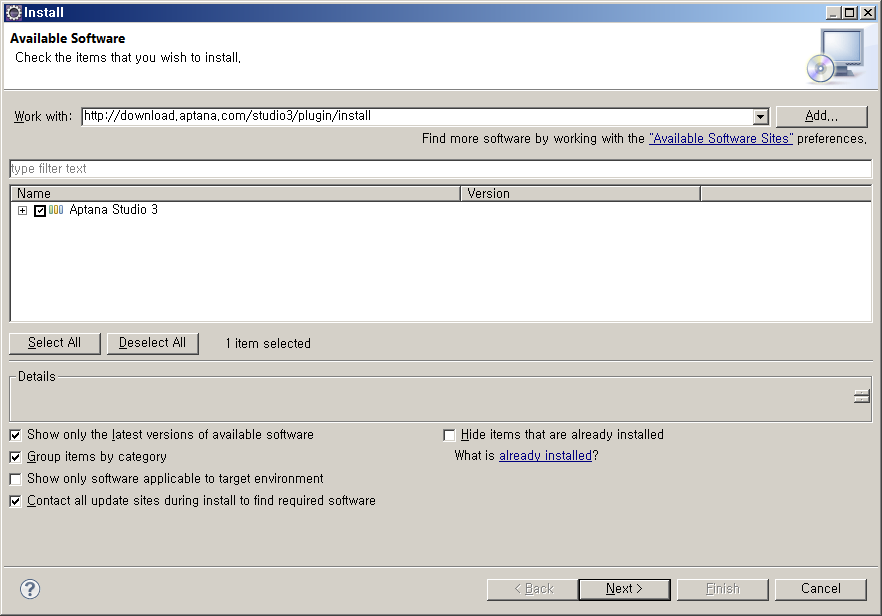 Install
Available Software
Check the items that you wish to install.
Work with: http://download.aptana.com/studio3/plugin/install Add...
Find more software by working with the "Available Software Sites" preferences.
type filter text
Name Version
Aptana Studio 3
Select All Deselect All 1 item selected
Details
Show only the latest versions of available software Hide items that are already installed
Group items by category What is already installed?
Show only software applicable to target environment
Contact all update sites during install to find required software
? < Back Next > Finish Cancel